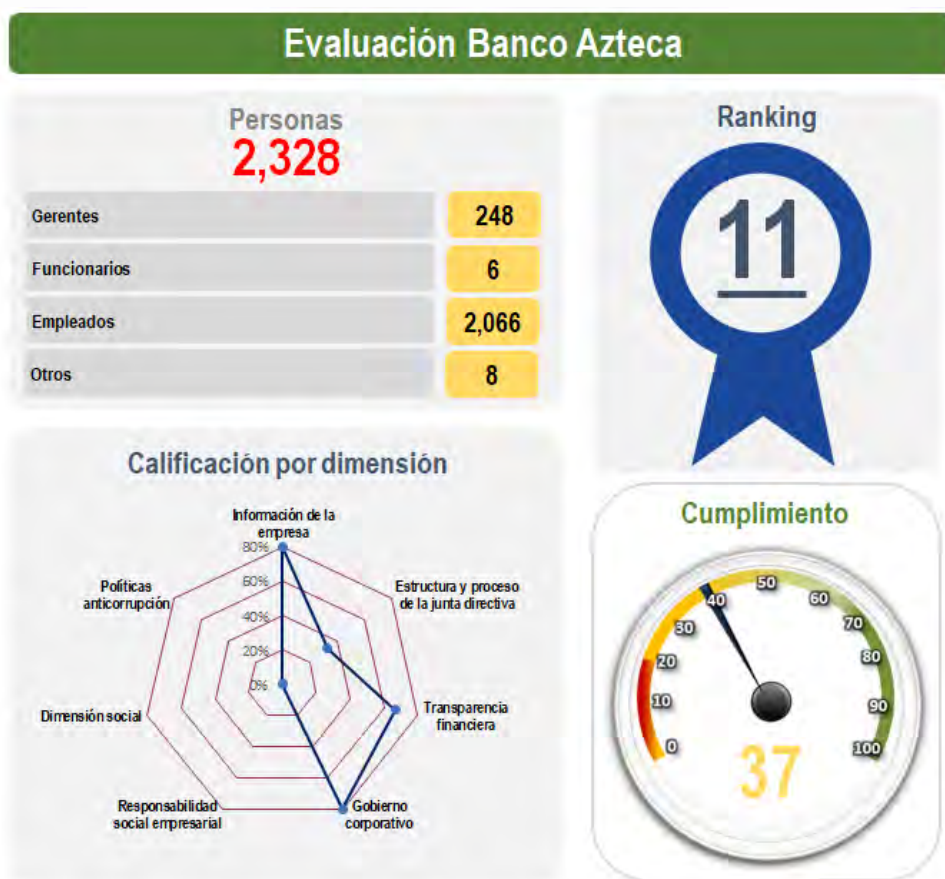 Evaluación Banco Azteca
Personas
2,328
Gerentes 248
Funcionarios 6
Empleados 2,066
Otros 8
Ranking
11
Calificación por dimensión
Información de la
empresa
80%
60%
40%
20%
0%
Estructura y proceso
de la junta directiva
Transparencia
financiera
Gobierno
corporativo
Responsabilidad
social empresarial
Dimensión social
Políticas
anticorrupción
Cumplimiento
0
10
20
30
40
50
60
70
80
90
100
37